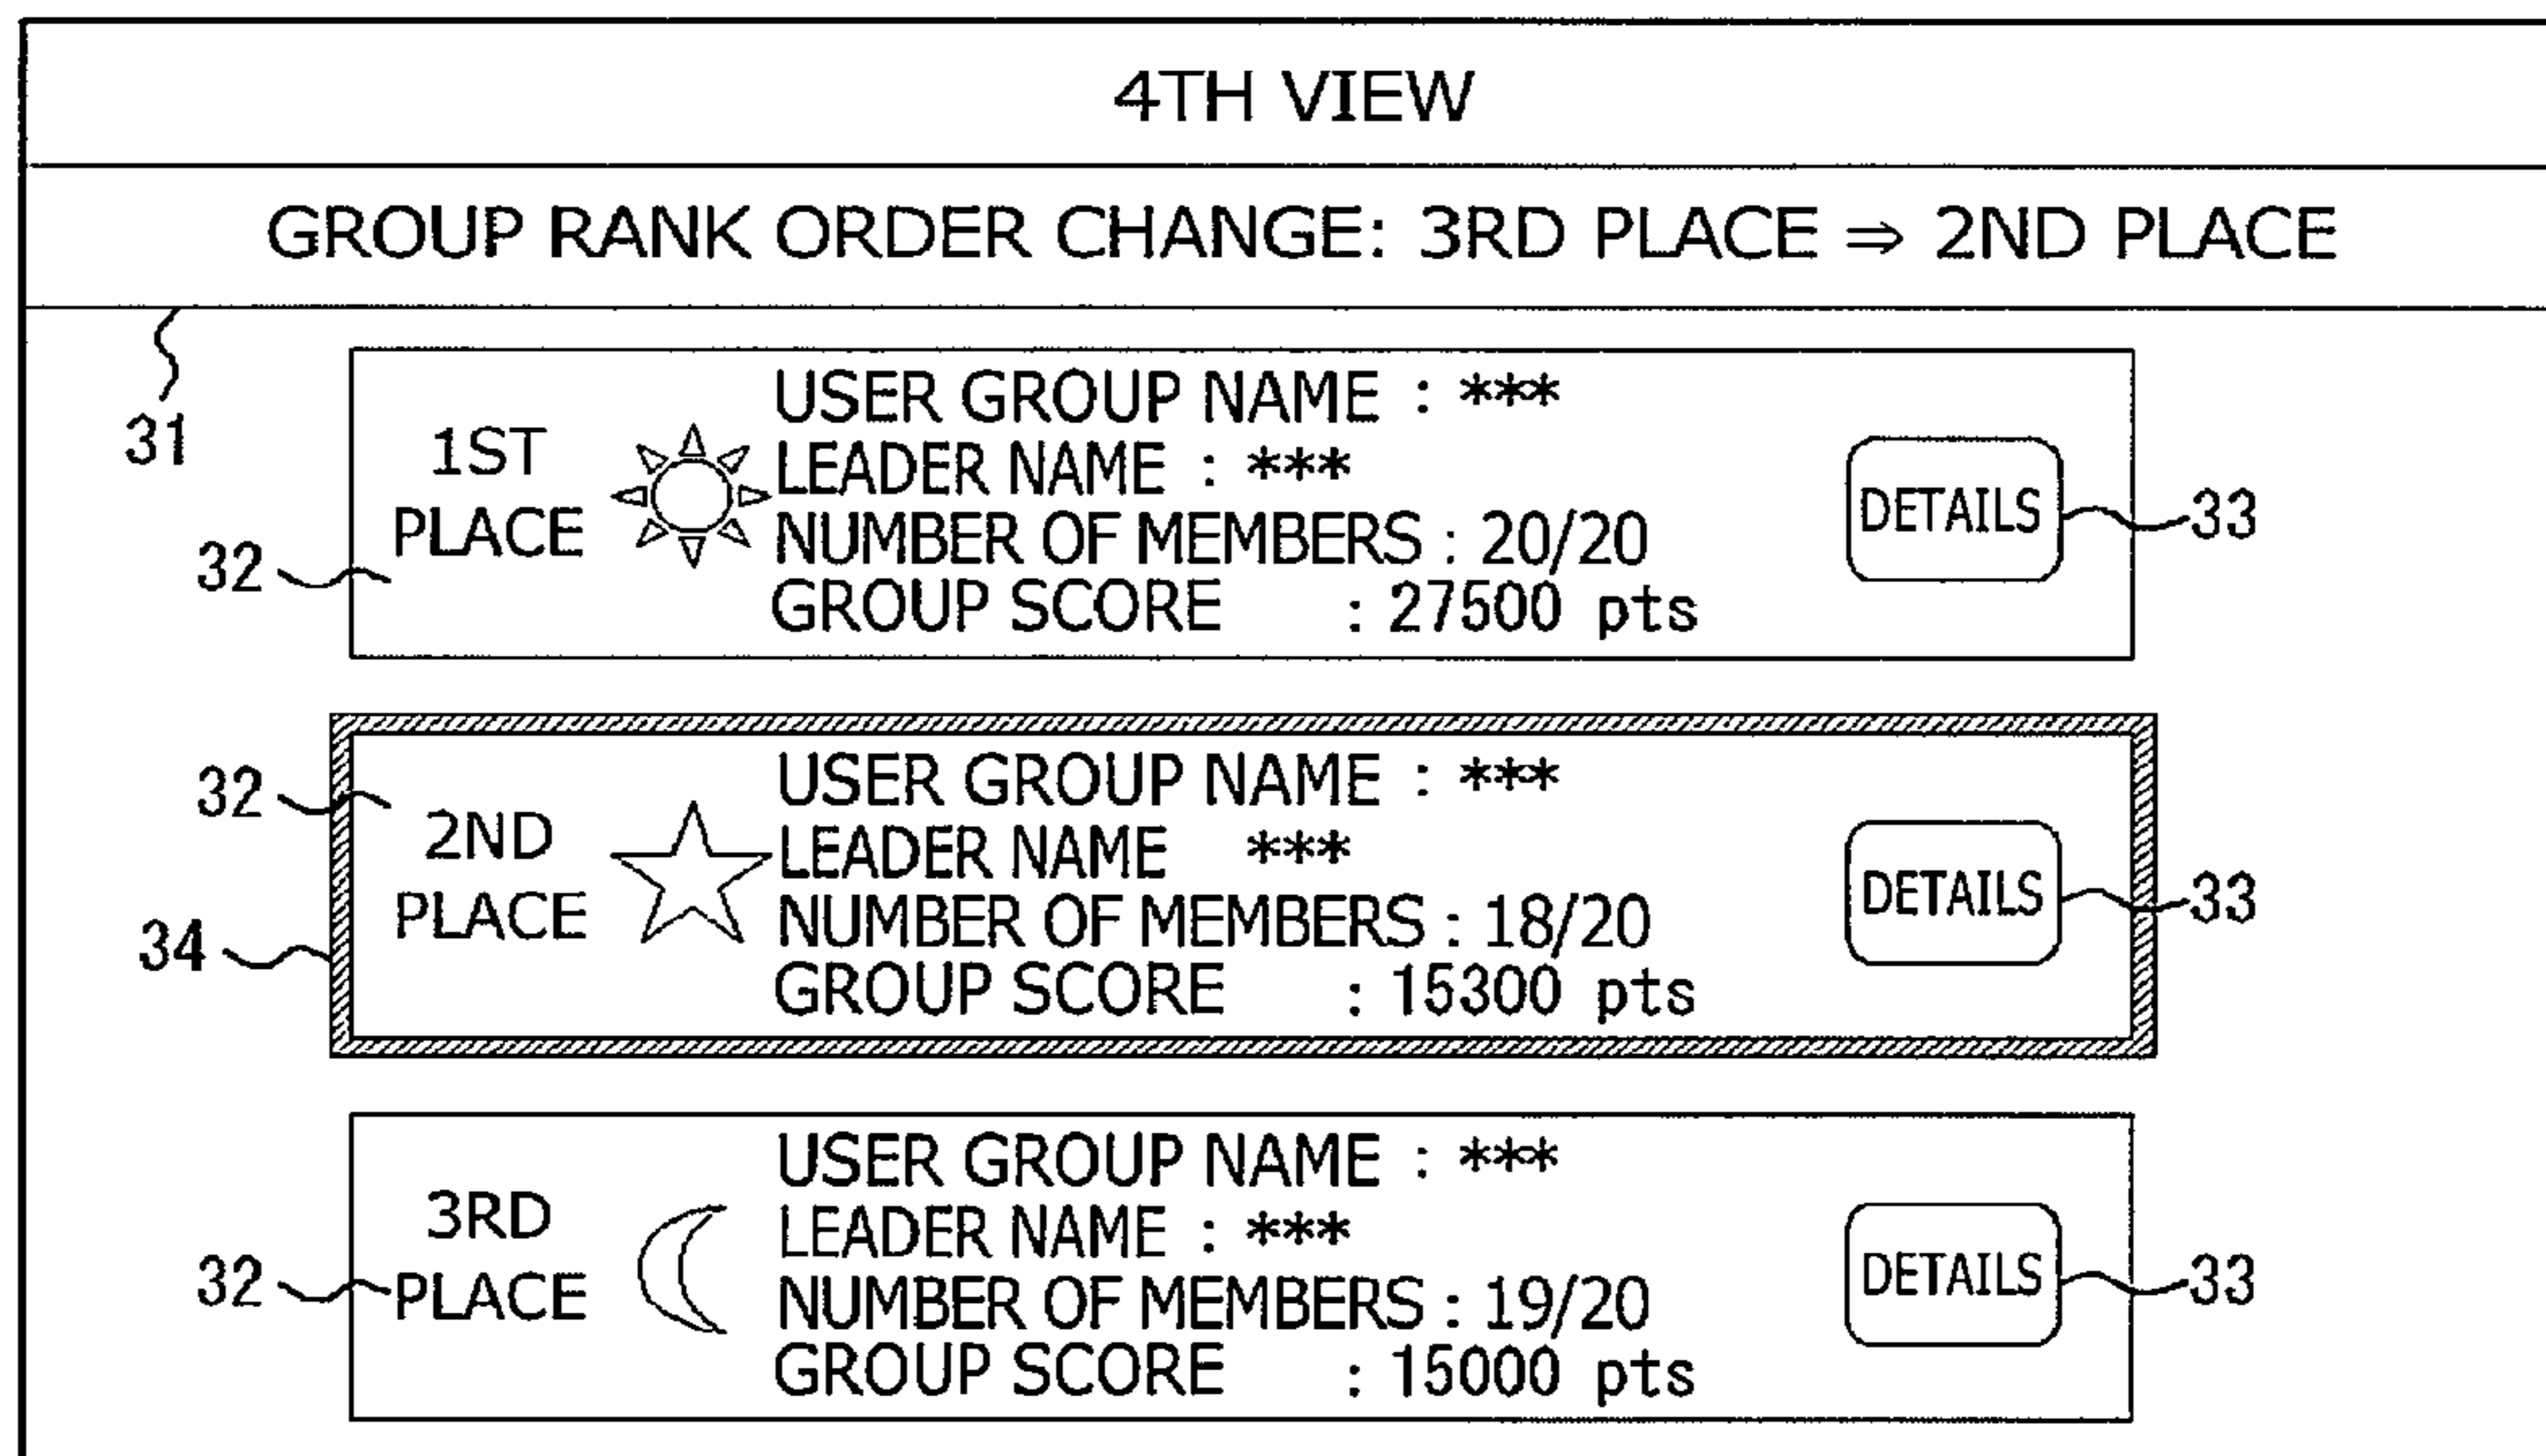 4TH VIEW
GROUP RANK ORDER CHANGE: 3RD PLACE ⇒ 2ND PLACE
31
1ST
PLACE
32
USER GROUP NAME : ***
LEADER NAME : ***
NUMBER OF MEMBERS : 20/20
GROUP SCORE : 27500 pts
DETAILS
33
32
2ND
PLACE
34
USER GROUP NAME : ***
LEADER NAME ***
NUMBER OF MEMBERS : 18/20
GROUP SCORE : 15300 pts
DETAILS
33
3RD
PLACE
32
USER GROUP NAME : ***
LEADER NAME : ***
NUMBER OF MEMBERS : 19/20
GROUP SCORE : 15000 pts
DETAILS
33